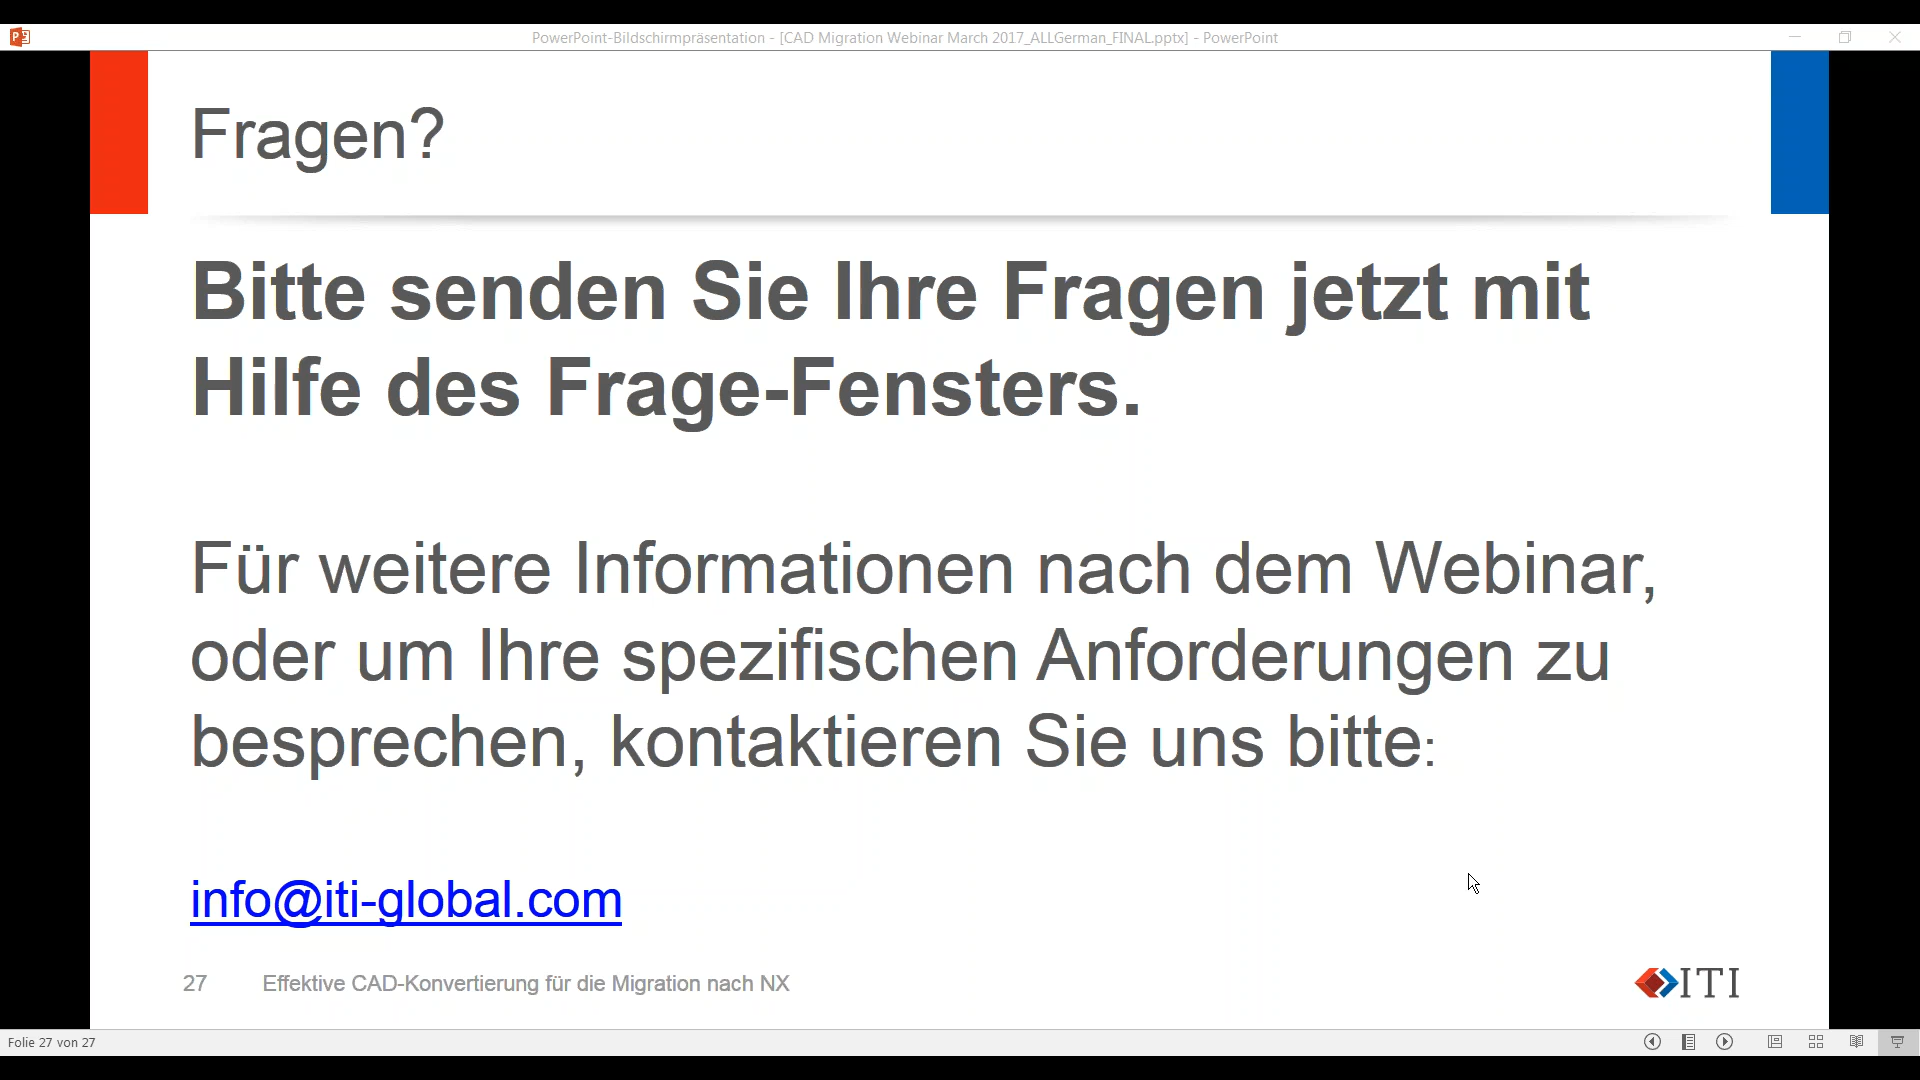 PowerPoint-Bildschirmpräsentation - [CAD Migration Webinar March 2017_ALLGerman_FINAL.pptx] - PowerPoint
Fragen?
Bitte senden Sie Ihre Fragen jetzt mit
Hilfe des Frage-Fensters.
Für weitere Informationen nach dem Webinar,
oder um Ihre spezifischen Anforderungen zu
besprechen, kontaktieren Sie uns bitte:
info@iti-global.com
27 Effektive CAD-Konvertierung für die Migration nach NX
ITI
Folie 27 von 27